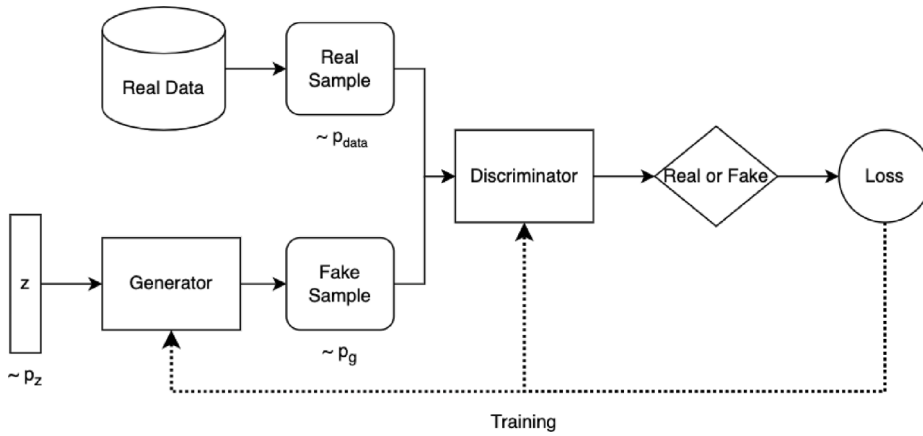 Real Data
Real
Sample
~ p_data
Discriminator
Real or Fake
Loss
z
~ p_z
Generator
Fake
Sample
~ p_g
Training